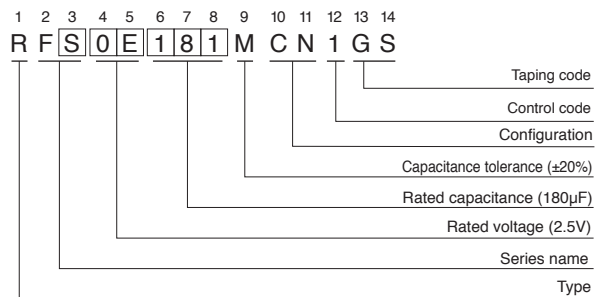 1 2 3 4 5 6 7 8 9 10 11 12 13 14
R F S 0 E 1 8 1 M C N 1 G S
Taping code
Control code
Configuration
Capacitance tolerance (±20%)
Rated capacitance (180μF)
Rated voltage (2.5V)
Series name
Type